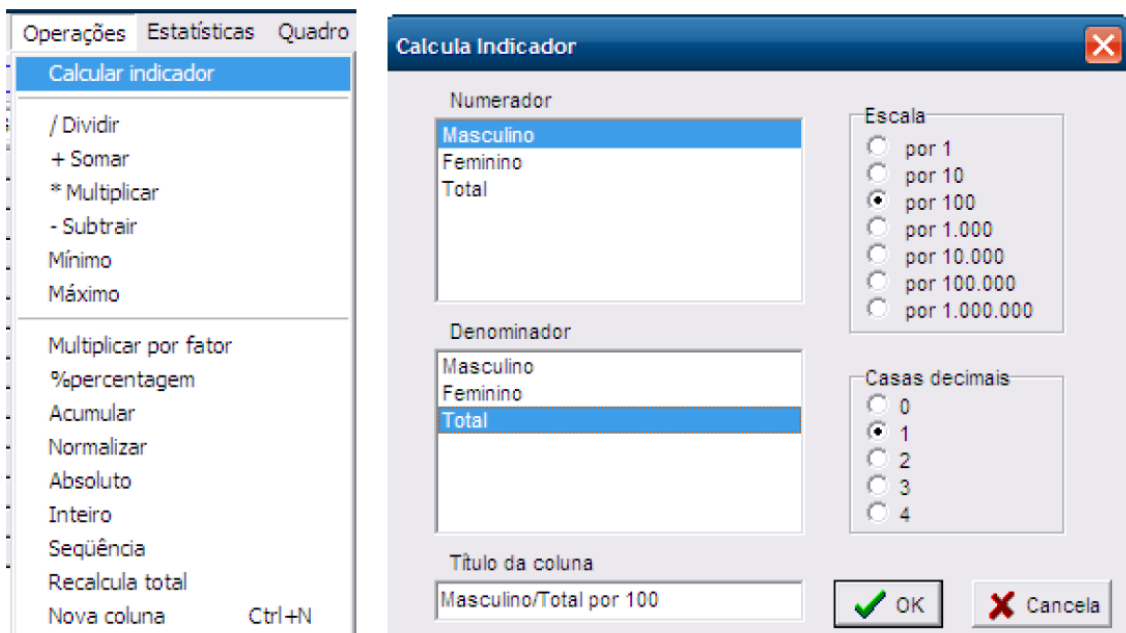 Operações Estatísticas Quadro
Calcular indicador
/ Dividir
+ Somar
* Multiplicar
- Subtrair
Mínimo
Máximo
Multiplicar por fator
%percentagem
Acumular
Normalizar
Absoluto
Inteiro
Seqüência
Recalcula total
Nova coluna Ctrl+N
Calcula Indicador
Numerador
Masculino
Feminino
Total
Denominador
Masculino
Feminino
Total
Título da coluna
Masculino/Total por 100
Escala
por 1
por 10
por 100
por 1.000
por 10.000
por 100.000
por 1.000.000
Casas decimais
0
1
2
3
4
OK
Cancela